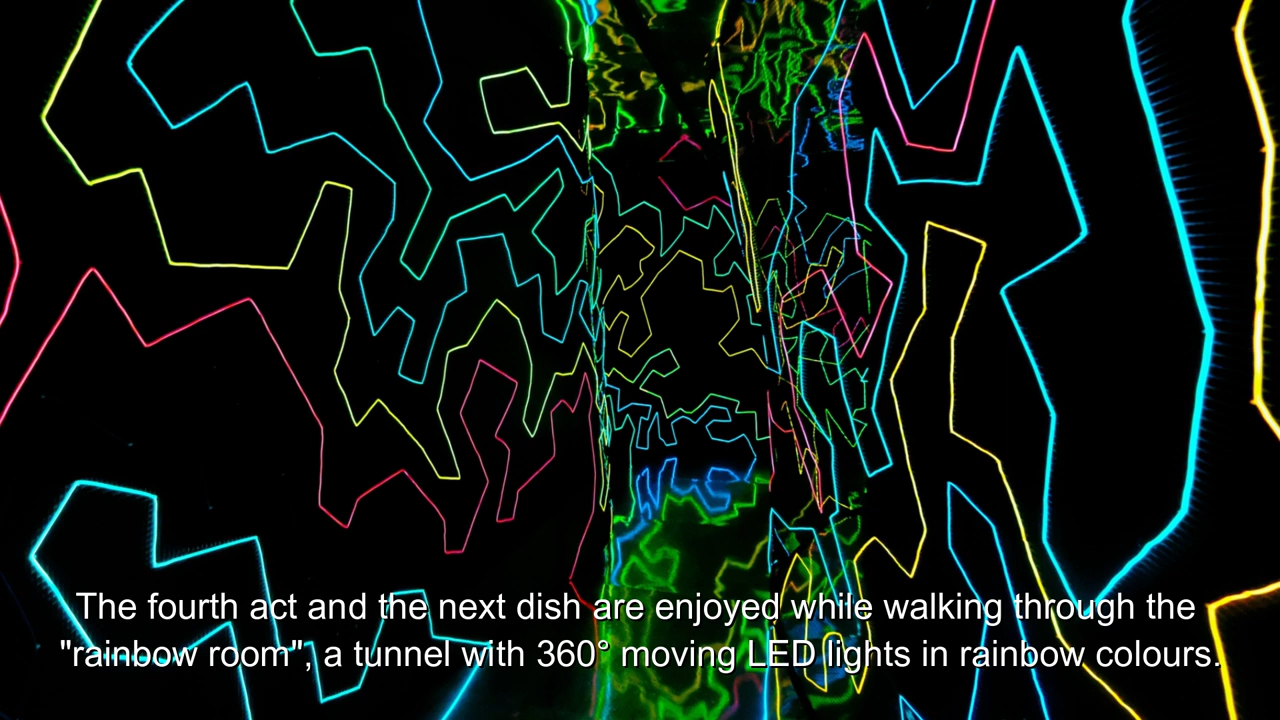 The fourth act and the next dish are enjoyed while walking through the
"rainbow room", a tunnel with 360° moving LED lights in rainbow colours.